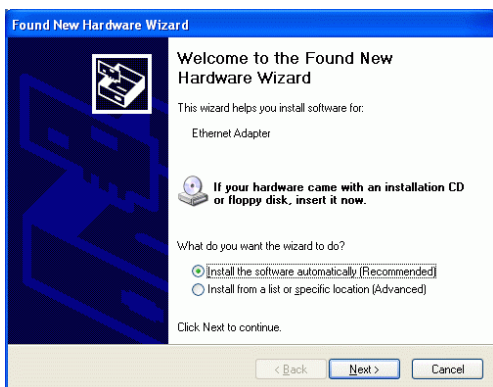 Found New Hardware Wizard
Welcome to the Found New
Hardware Wizard
This wizard helps you install software for:
Ethernet Adapter
If your hardware came with an installation CD
or floppy disk, insert it now.
What do you want the wizard to do?
Install the software automatically (Recommended)
Install from a list or specific location (Advanced)
Click Next to continue.
< Back Next > Cancel